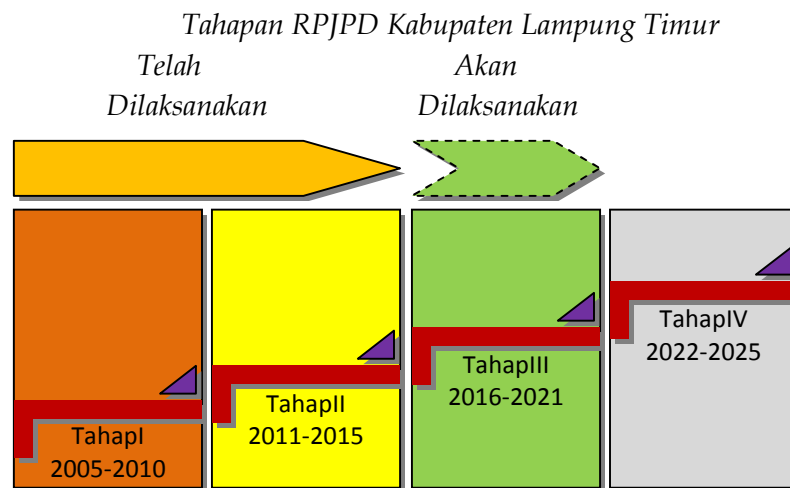 Tahapan RPJPD Kabupaten Lampung Timur
Telah
Dilaksanakan
Akan
Dilaksanakan
TahapI
2005-2010
TahapII
2011-2015
TahapIII
2016-2021
TahapIV
2022-2025